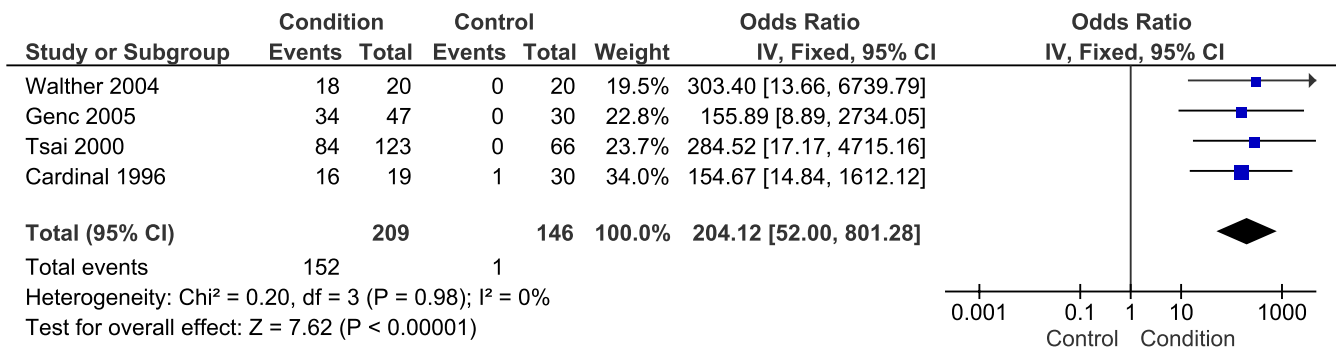 Condition Control Odds Ratio Odds Ratio
Study or Subgroup Events Total Events Total Weight IV, Fixed, 95% CI IV, Fixed, 95% CI
Walther 2004 18 20 0 20 19.5% 303.40 [13.66, 6739.79]
Genc 2005 34 47 0 30 22.8% 155.89 [8.89, 2734.05]
Tsai 2000 84 123 0 66 23.7% 284.52 [17.17, 4715.16]
Cardinal 1996 16 19 1 30 34.0% 154.67 [14.84, 1612.12]
Total (95% CI) 209 146 100.0% 204.12 [52.00, 801.28]
Total events 152 1
Heterogeneity: Chi² = 0.20, df = 3 (P = 0.98); I² = 0%
Test for overall effect: Z = 7.62 (P < 0.00001)
0.001 0.1 1 10 1000
Control Condition